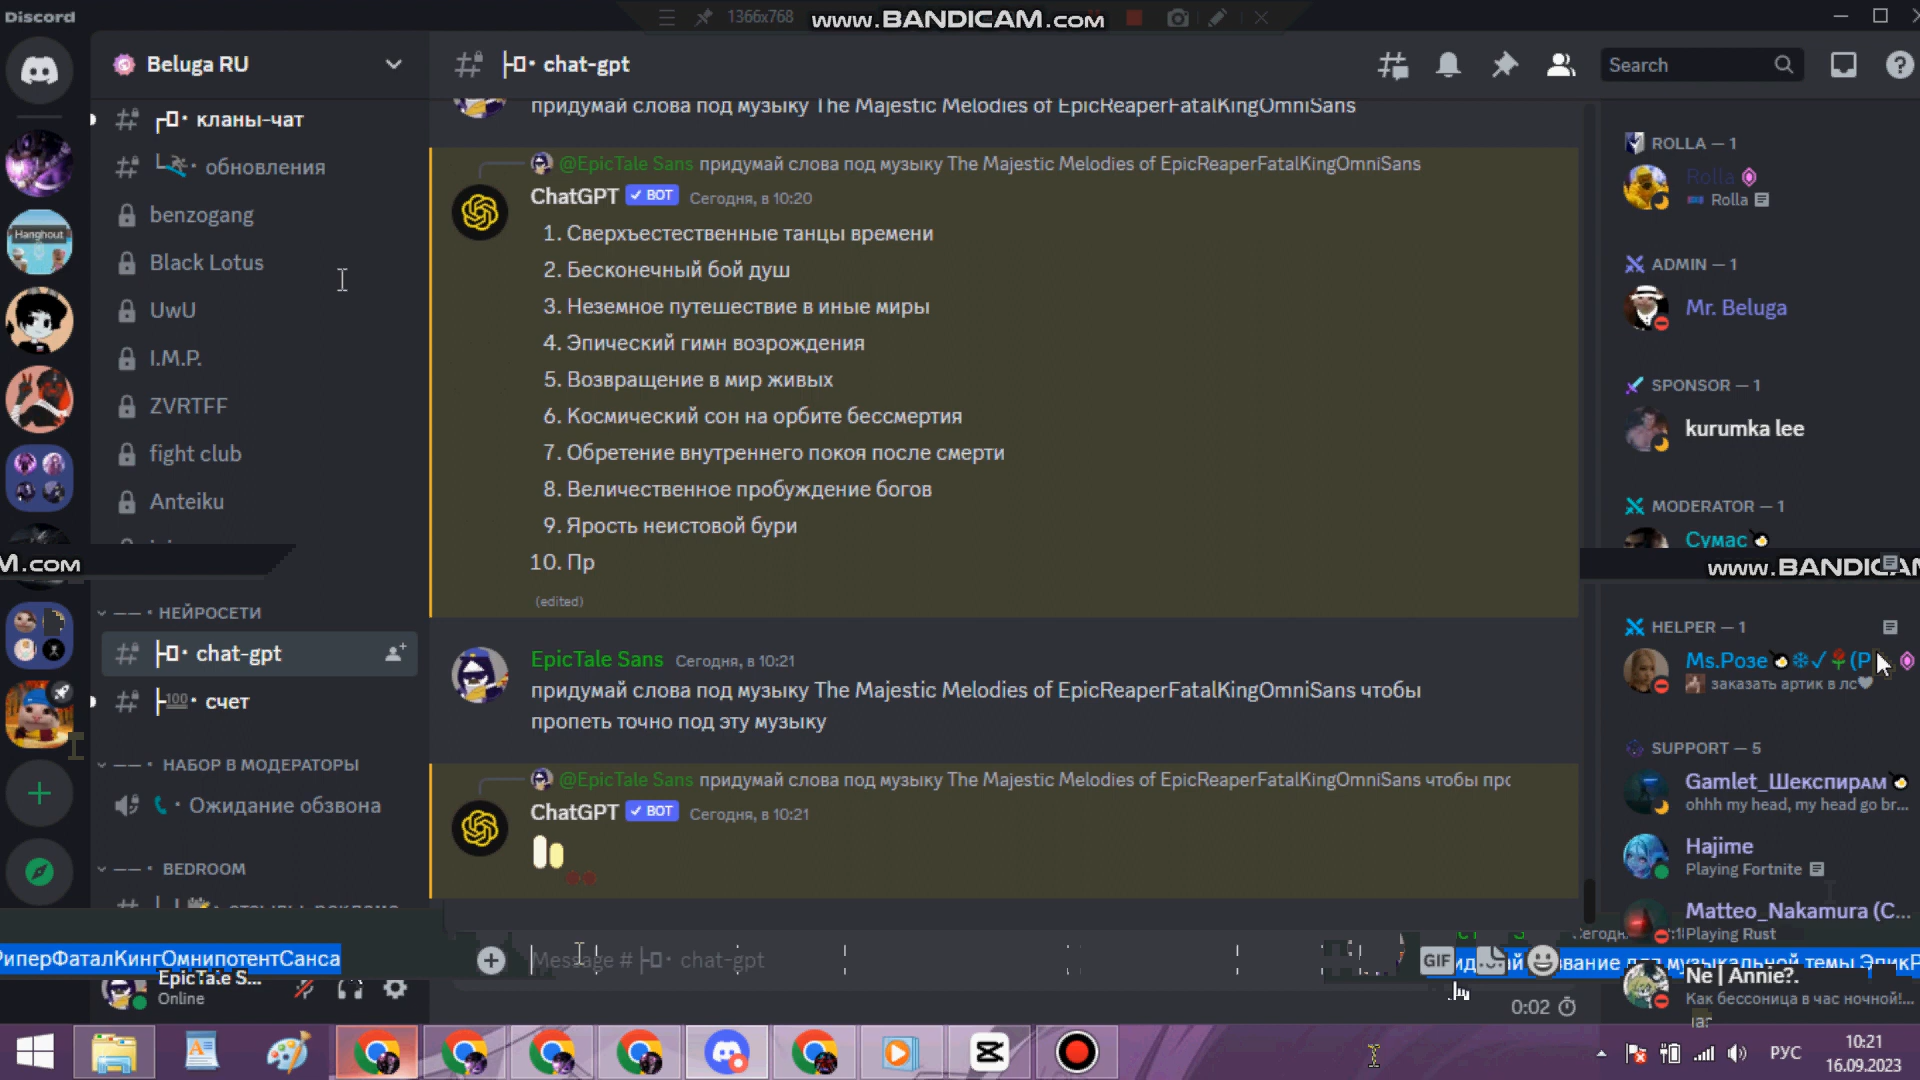 Discord
1366x768
www.BANDICAM.com
Beluga RU
chat-gpt
Search
кланы-чат
обновления
benzogang
Black Lotus
UwU
I.M.P.
ZVRTFF
fight club
Anteiku
M.COM
НЕЙРОСЕТИ
chat-gpt
счет
НАБОР В МОДЕРАТОРЫ
Ожидание обзвона
BEDROOM
РиперФаталКингОмнипотентСанса
EpicTale S...
Online
придумай слова под музыку The Majestic Melodies of EpicReaperFatalKingOmniSans
@EpicTale Sans придумай слова под музыку The Majestic Melodies of EpicReaperFatalKingOmniSans
ChatGPT BOT Сегодня, в 10:20
1. Сверхъестественные танцы времени
2. Бесконечный бой душ
3. Неземное путешествие в иные миры
4. Эпический гимн возрождения
5. Возвращение в мир живых
6. Космический сон на орбите бессмертия
7. Обретение внутреннего покоя после смерти
8. Величественное пробуждение богов
9. Ярость неистовой бури
10. Пр
(edited)
EpicTale Sans Сегодня, в 10:21
придумай слова под музыку The Majestic Melodies of EpicReaperFatalKingOmniSans чтобы
пропеть точно под эту музыку
@EpicTale Sans придумай слова под музыку The Majestic Melodies of EpicReaperFatalKingOmniSans чтобы прс
ChatGPT BOT Сегодня, в 10:21
Message # chat-gpt
GIF
0:02
ROLLA — 1
Rolla
Rolla
ADMIN — 1
Mr. Beluga
SPONSOR — 1
kurumka lee
MODERATOR — 1
Сумас
www.BANDICAM
HELPER — 1
Ms.Розе
заказать артик в лс
SUPPORT — 5
Gamlet_Шекспирам
ohhh my head, my head go br...
Hajime
Playing Fortnite
Matteo_Nakamura (C...
Playing Rust
вание для музыкальной темы ЭпикР
Ne | Annie?.
Как бессоница в час ночной!...
Hanghout
РУС
10:21
16.09.2023